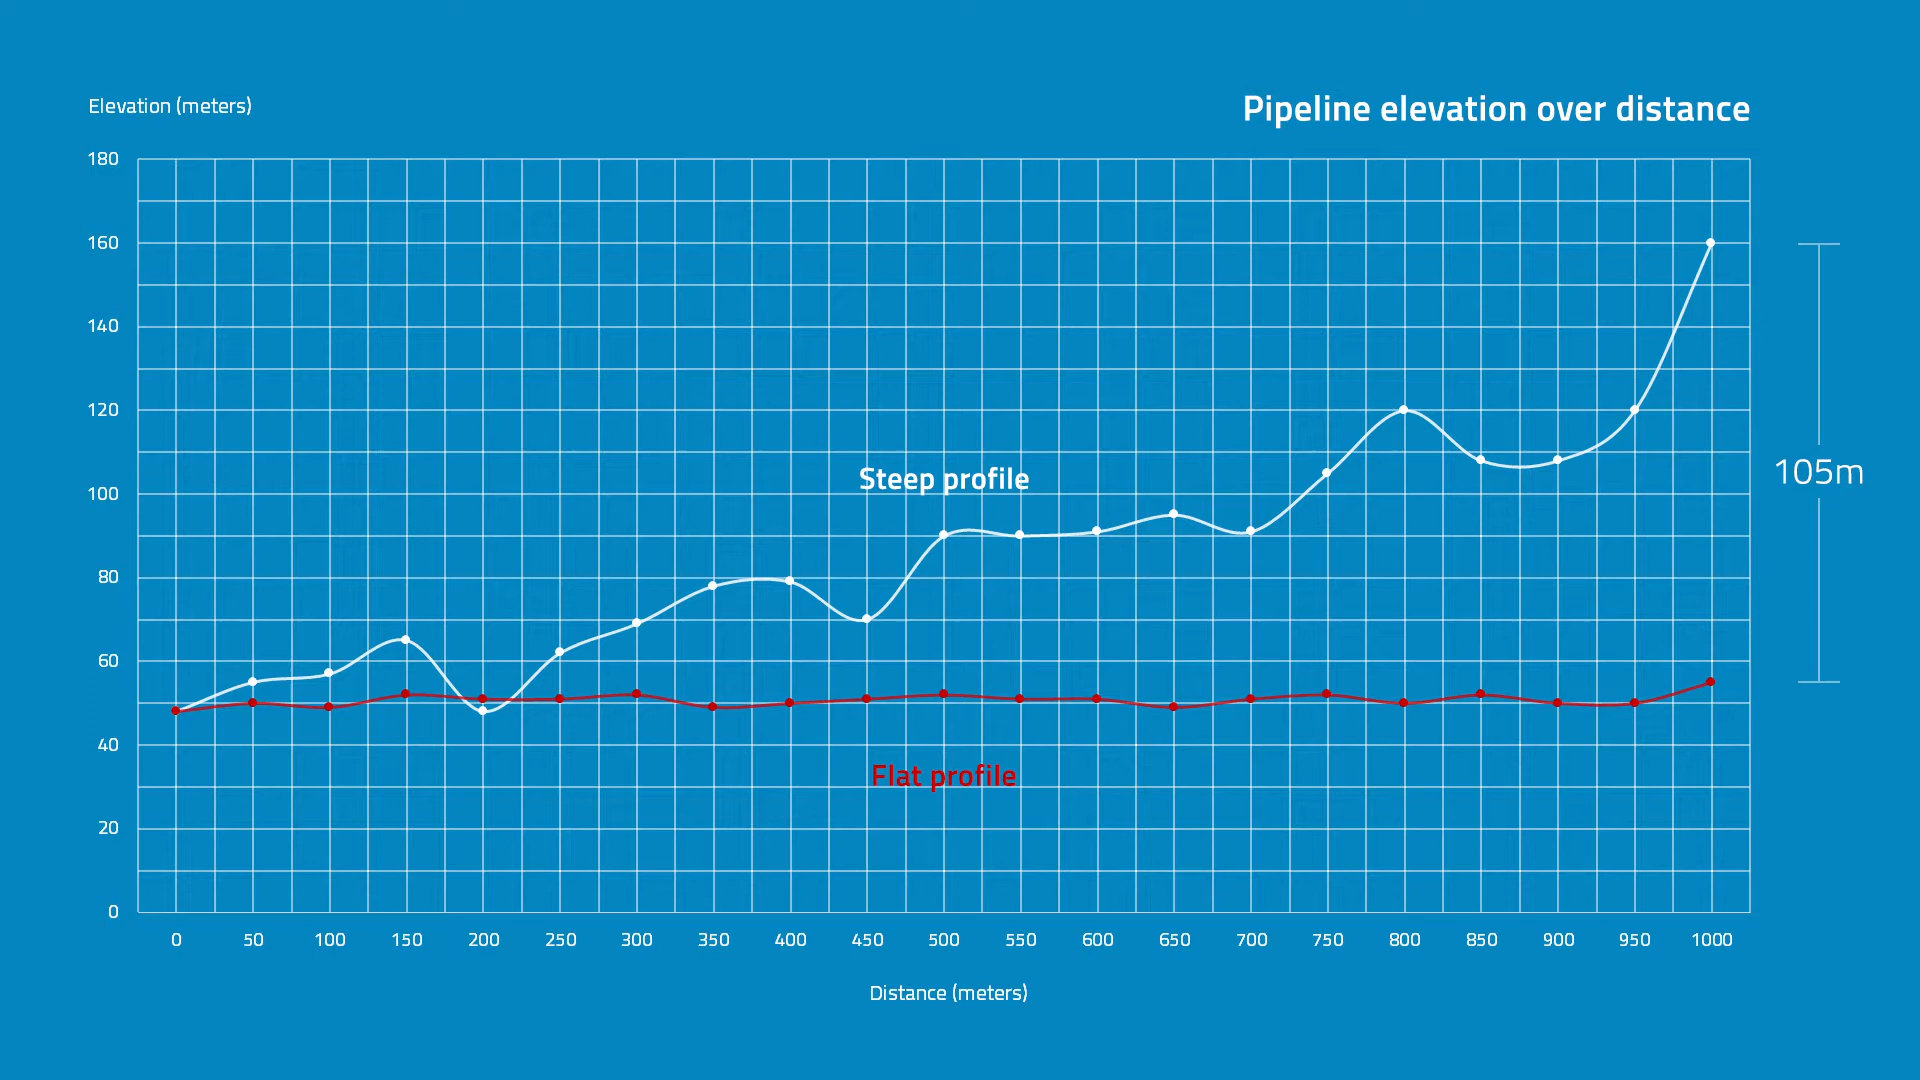 Elevation (meters)
Pipeline elevation over distance
180
160
140
120
100
80
60
40
20
0
Steep profile
Flat profile
105m
0 50 100 150 200 250 300 350 400 450 500 550 600 650 700 750 800 850 900 950 1000
Distance (meters)